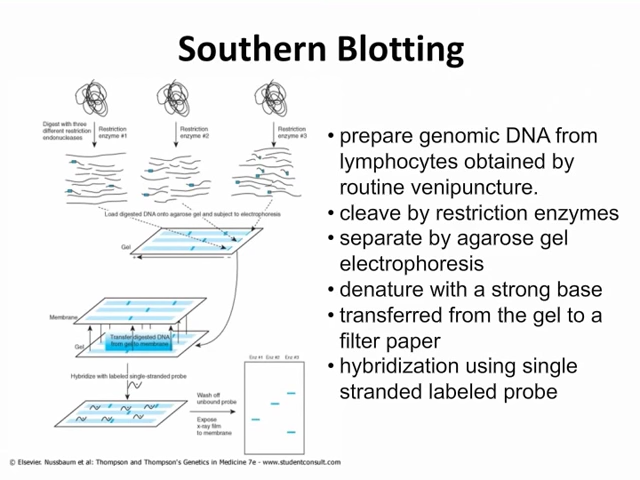 Southern Blotting
Digest with three
different restriction
endonucleases
Restriction
enzyme #1
Restriction
enzyme #2
Restriction
enzyme #3
Load digested DNA onto agarose gel and subject to electrophoresis
Gel
Membrane
Transfer digested DNA
from gel to membrane
Gel
Hybridize with labeled single-stranded probe
Wash off
unbound probe
Expose
x-ray film
to membrane
Enz #1 Enz #2 Enz #3
• prepare genomic DNA from
lymphocytes obtained by
routine venipuncture.
• cleave by restriction enzymes
• separate by agarose gel
electrophoresis
• denature with a strong base
• transferred from the gel to a
filter paper
• hybridization using single
stranded labeled probe
© Elsevier. Nussbaum et al: Thompson and Thompson's Genetics in Medicine 7e - www.studentconsult.com